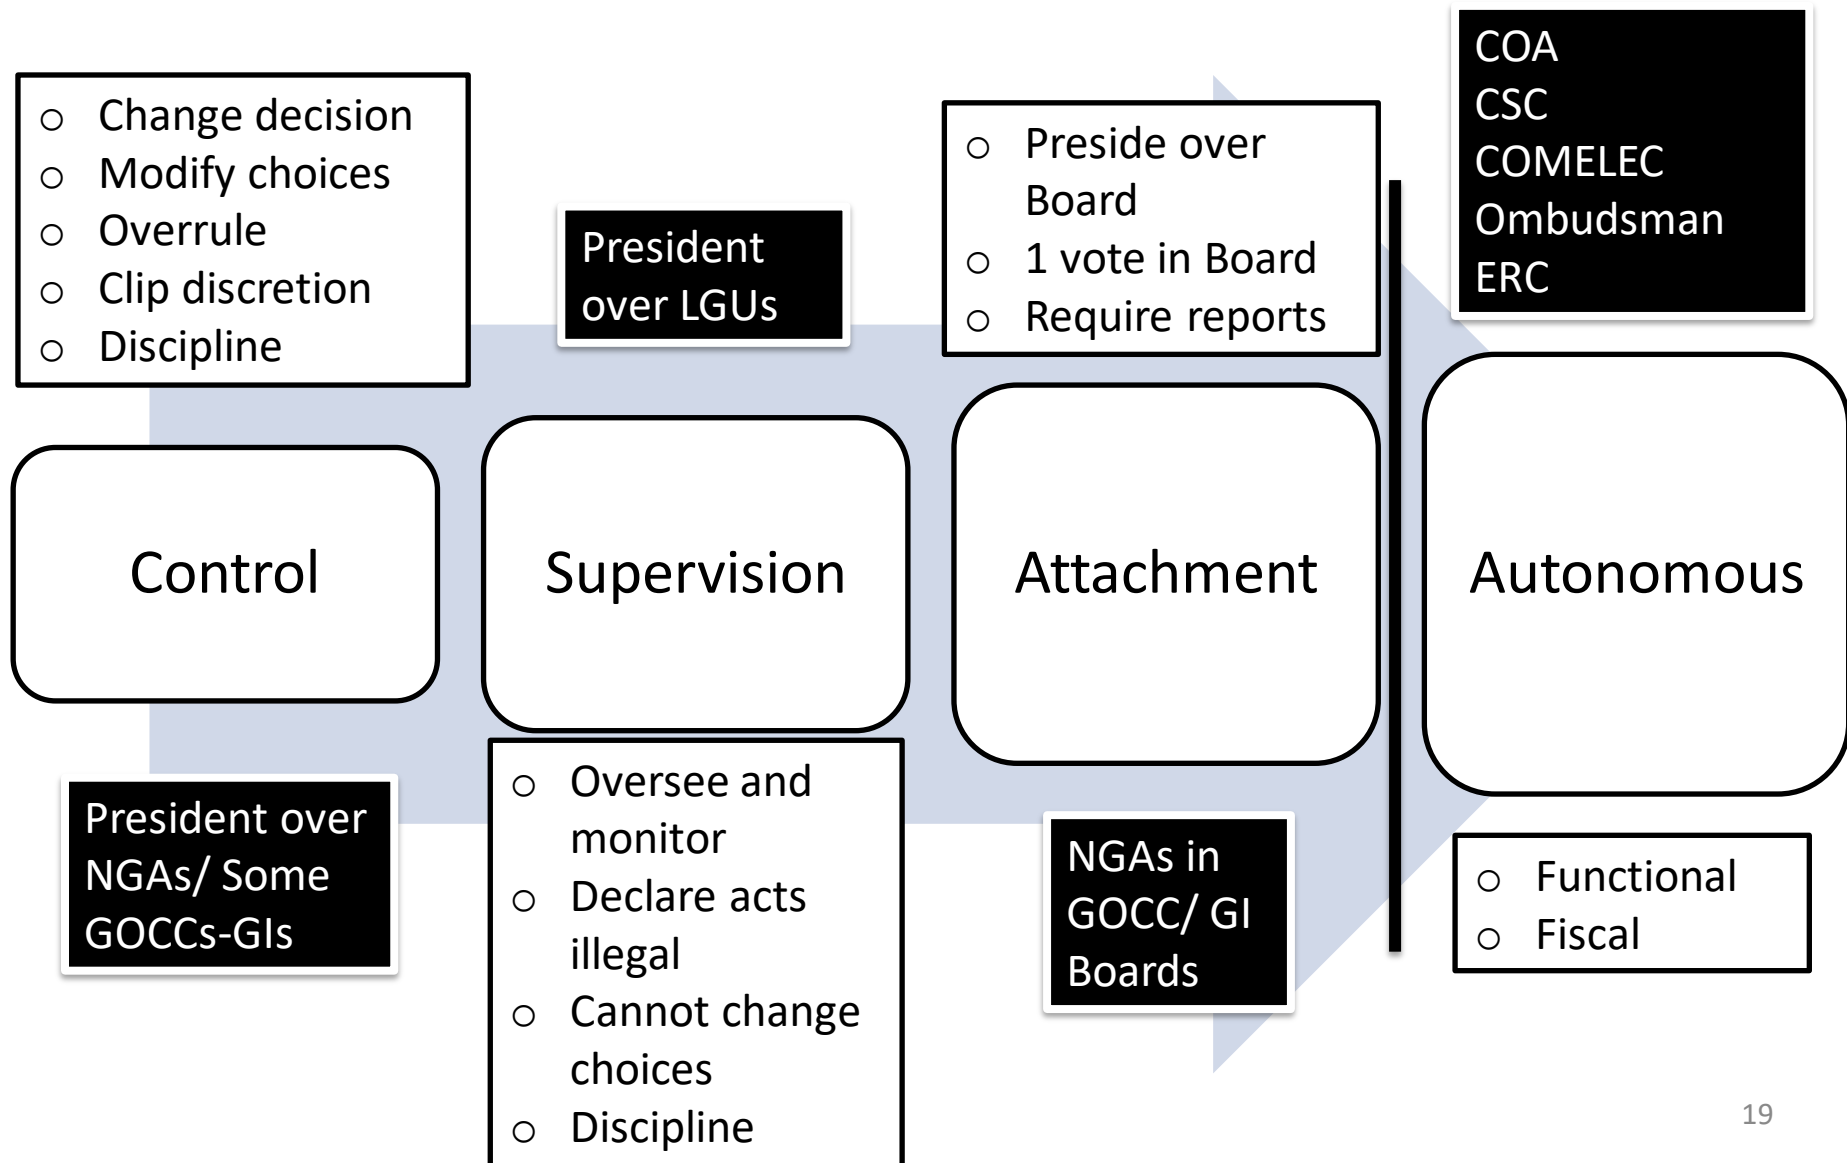 ○ Change decision
○ Modify choices
○ Overrule
○ Clip discretion
○ Discipline
Control
President over
NGAs/ Some
GOCCs-GIs
President
over LGUs
Supervision
○ Oversee and
monitor
○ Declare acts
illegal
○ Cannot change
choices
○ Discipline
○ Preside over
Board
○ 1 vote in Board
○ Require reports
Attachment
NGAs in
GOCC/ GI
Boards
COA
CSC
COMELEC
Ombudsman
ERC
Autonomous
○ Functional
○ Fiscal
19